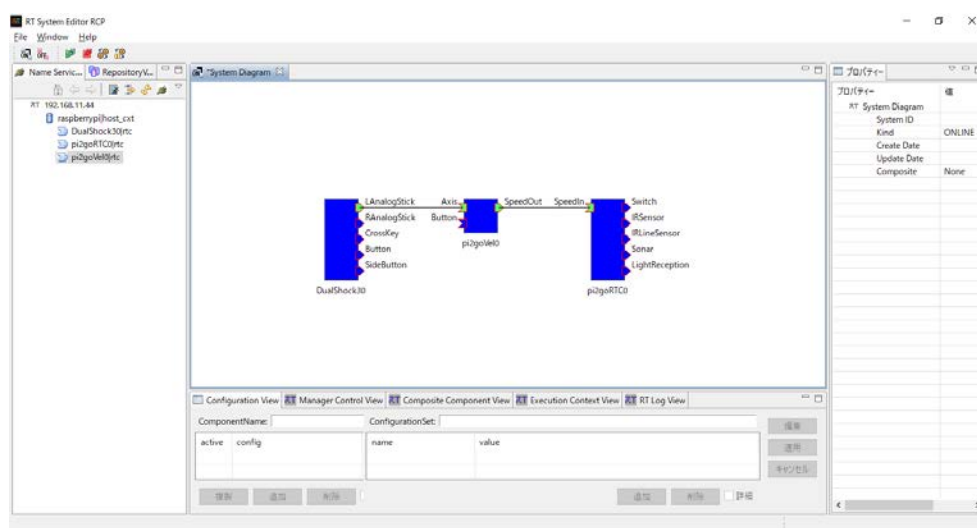 RT System Editor RCP
File Window Help
Name Servic... RepositoryV...
*System Diagram
プロパティー
RT 192.168.11.44
raspberrypi|host_cxt
DualShock30|rtc
pi2goRTC0|rtc
pi2goVel0|rtc
LAnalogStick
RAnalogStick
CrossKey
Button
SideButton
DualShock30
Axis
Button
SpeedOut
pi2goVel0
SpeedIn
Switch
IRSensor
IRLineSensor
Sonar
LightReception
pi2goRTC0
プロパティー 値
RT System Diagram
System ID
Kind ONLINE
Create Date
Update Date
Composite None
Configuration View RT Manager Control View RT Composite Component View RT Execution Context View RT RT Log View
ComponentName: ConfigurationSet:
active config name value
編集
適用
キャンセル
複製 追加 削除 追加 削除 詳細